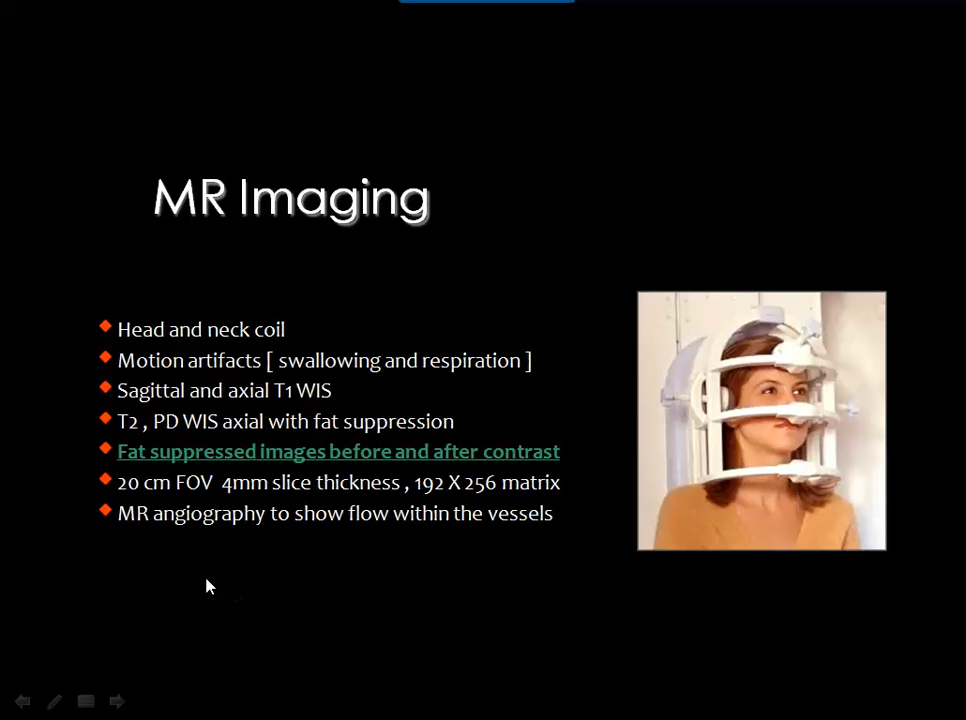 MR Imaging
Head and neck coil
Motion artifacts [ swallowing and respiration ]
Sagittal and axial T1 WIS
T2 , PD WIS axial with fat suppression
Fat suppressed images before and after contrast
20 cm FOV 4mm slice thickness , 192 X 256 matrix
MR angiography to show flow within the vessels